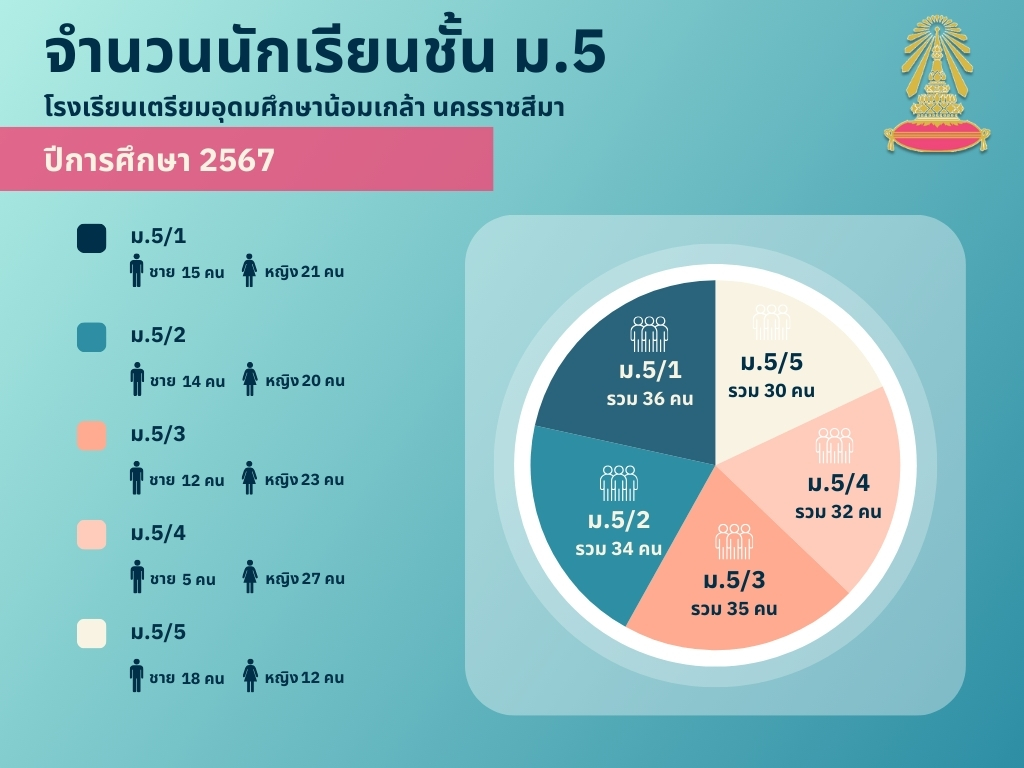 จำนวนนักเรียนชั้น ม.5
โรงเรียนเตรียมอุดมศึกษาน้อมเกล้า นครราชสีมา
ปีการศึกษา 2567
ม.5/1
ชาย 15 คน หญิง 21 คน
ม.5/2
ชาย 14 คน หญิง 20 คน
ม.5/3
ชาย 12 คน หญิง 23 คน
ม.5/4
ชาย 5 คน หญิง 27 คน
ม.5/5
ชาย 18 คน หญิง 12 คน
ม.5/1
รวม 36 คน
ม.5/5
รวม 30 คน
ม.5/4
รวม 32 คน
ม.5/2
รวม 34 คน
ม.5/3
รวม 35 คน